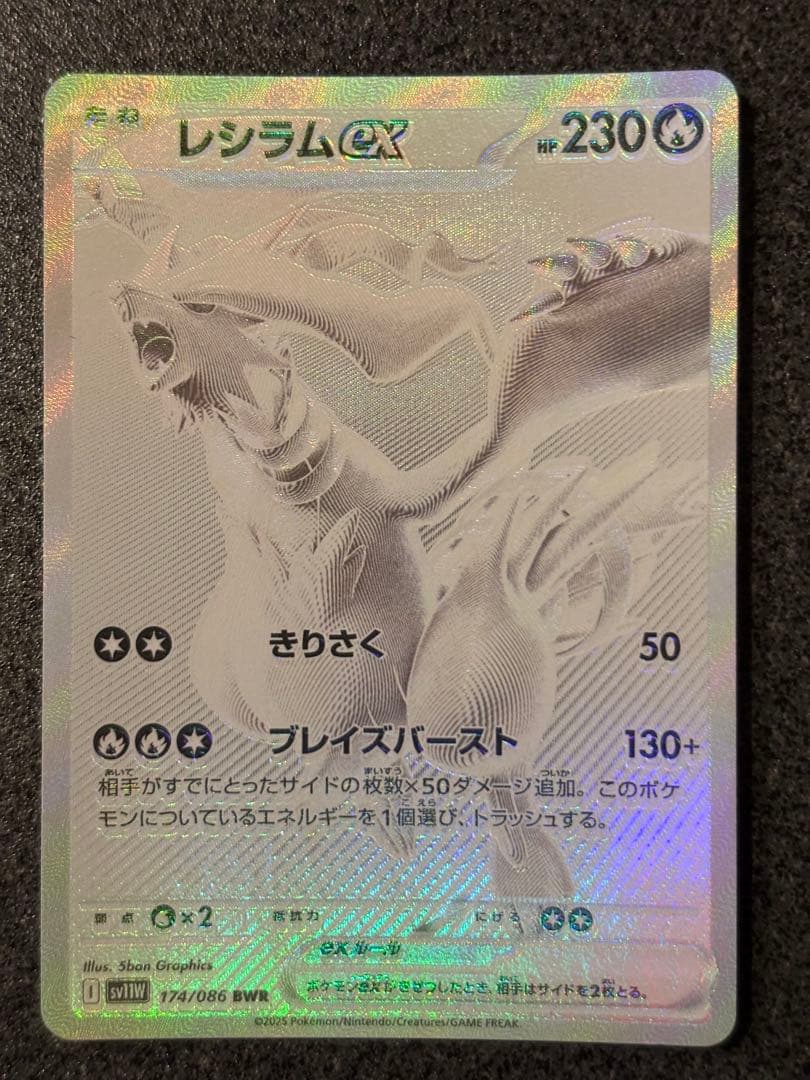 たね レシラムex HP230
きりさく 50
ブレイズバースト 130+
相手がすでにとったサイドの枚数×50ダメージ追加。このポケ
モンについているエネルギーを1個選び、トラッシュする。
弱点 ×2 抵抗力 にげる
exルール
ポケモンexがきぜつしたとき、相手はサイドを2枚とる。
Illus. 5ban Graphics
I sv11W 174/086 BWR
©2025 Pokémon/Nintendo/Creatures/GAME FREAK